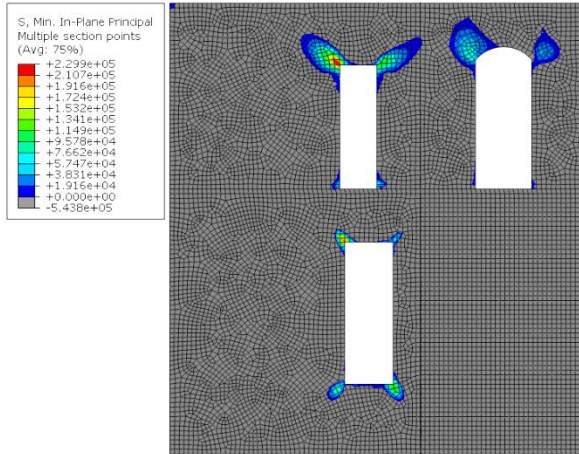 S, Min. In-Plane Principal
Multiple section points
(Avg: 75%)
+2.299e+05
+2.107e+05
+1.916e+05
+1.724e+05
+1.532e+05
+1.341e+05
+1.149e+05
+9.578e+04
+7.662e+04
+5.747e+04
+3.831e+04
+1.916e+04
+0.000e+00
-5.438e+05